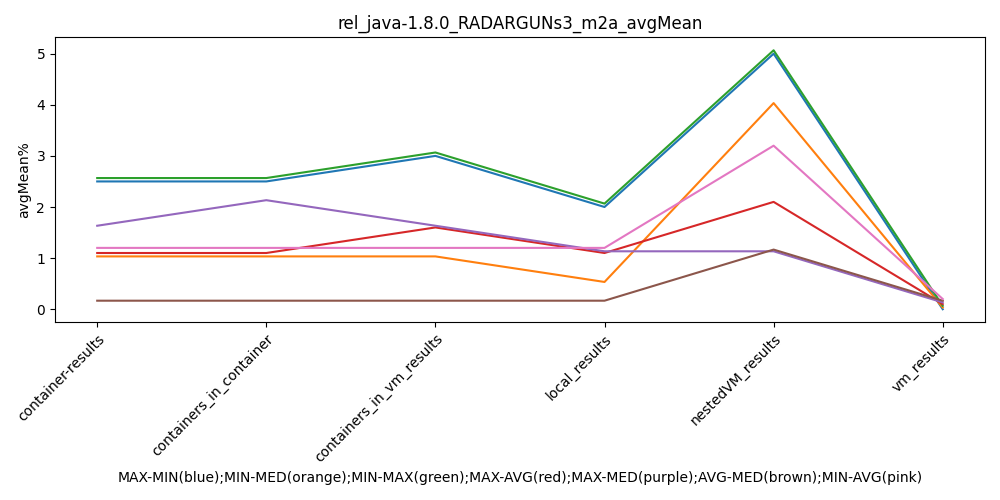 rel_java-1.8.0_RADARGUNs3_m2a_avgMean
avgMean%
5
4
3
2
1
0
container-results
containers_in_container
containers_in_vm_results
local_results
nestedVM_results
vm_results
MAX-MIN(blue);MIN-MED(orange);MIN-MAX(green);MAX-AVG(red);MAX-MED(purple);AVG-MED(brown);MIN-AVG(pink)